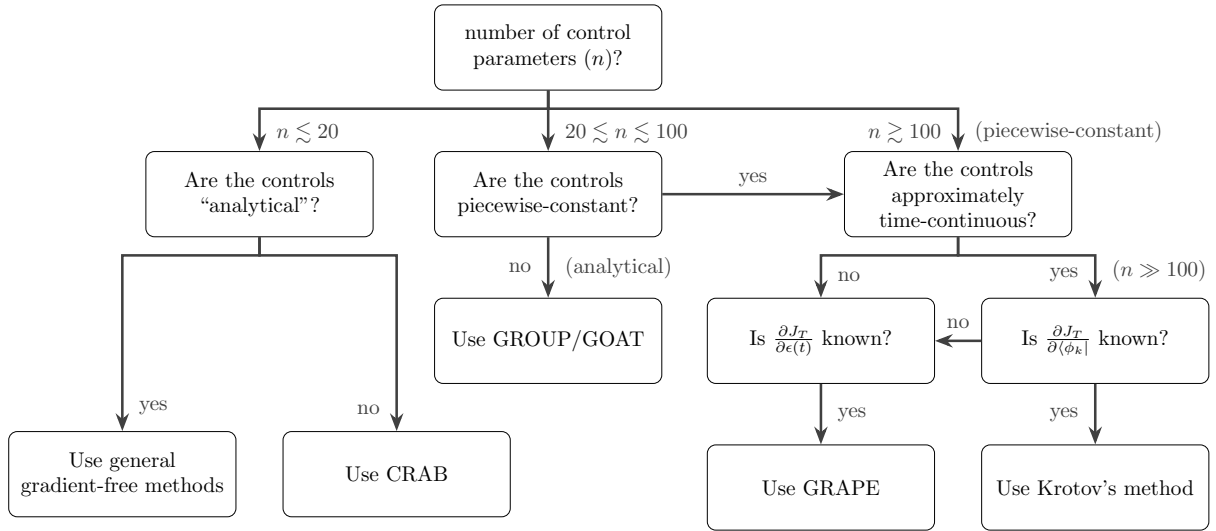 number of control
parameters (n)?
n ≲ 20
20 ≲ n ≲ 100
n ≳ 100 (piecewise-constant)
Are the controls
“analytical”?
Are the controls
piecewise-constant?
yes
Are the controls
approximately
time-continuous?
no (analytical)
no
yes (n ≫ 100)
Use GROUP/GOAT
Is ∂J_T/∂ϵ(t) known?
no
Is ∂J_T/∂⟨ϕ_k| known?
yes
no
yes
yes
Use general
gradient-free methods
Use CRAB
Use GRAPE
Use Krotov’s method